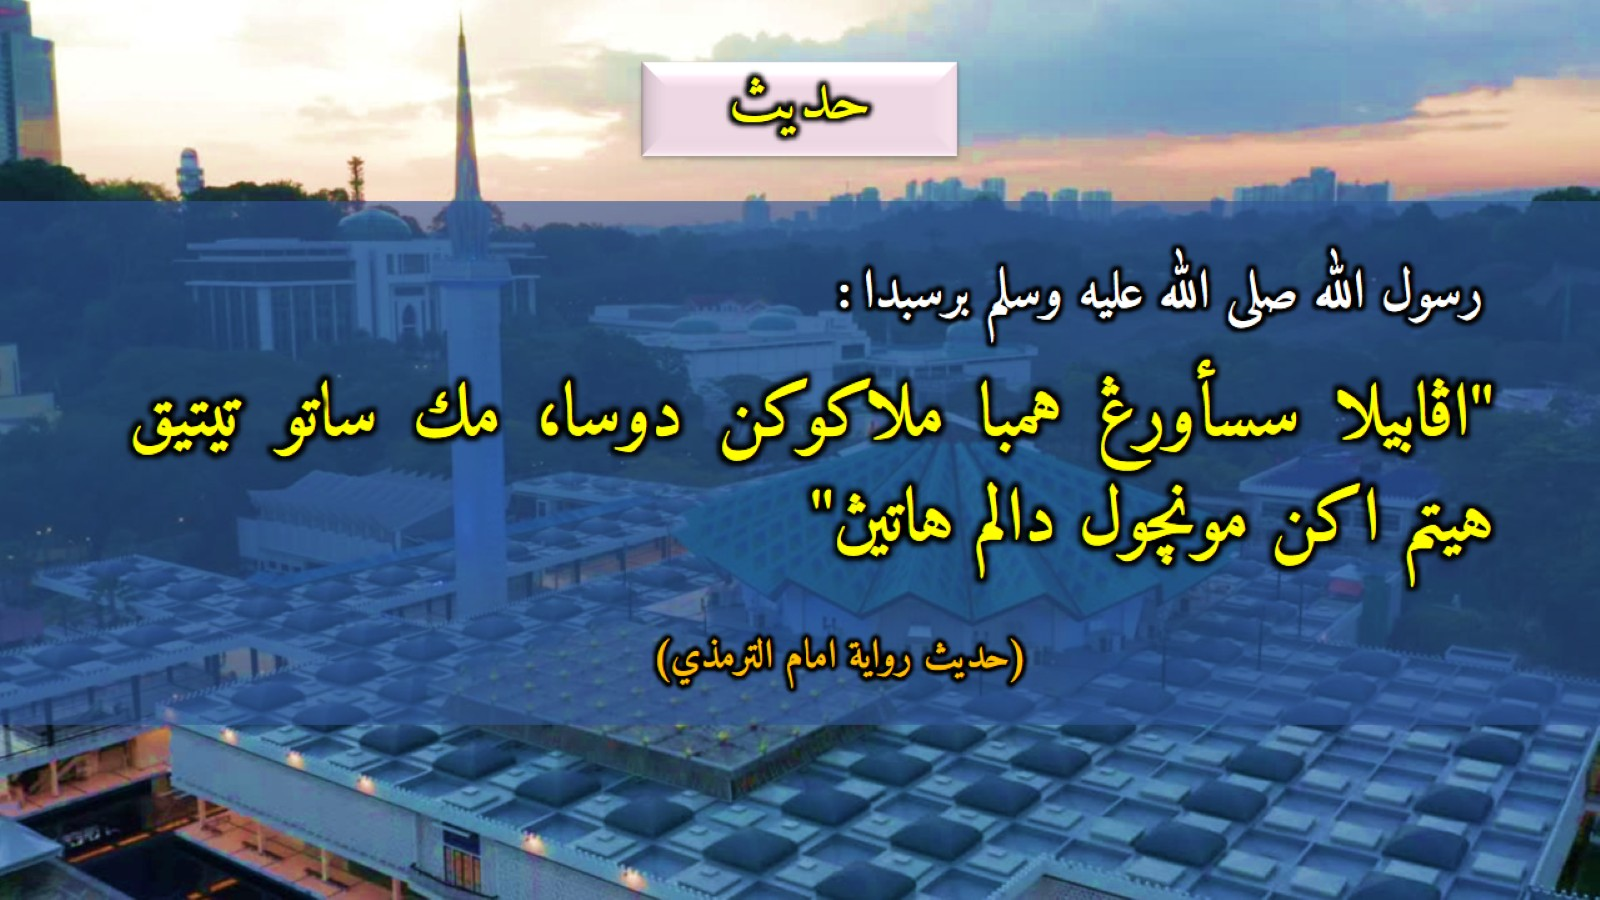 حديث
رسول الله صلى الله عليه وسلم برسبدا :
"اڤابيلا سسأورڠ همبا ملاكوكن دوسا، مك ساتو تيتيق
هيتم اكن مونچول دالم هاتيڽ"
(حديث رواية امام الترمذي)